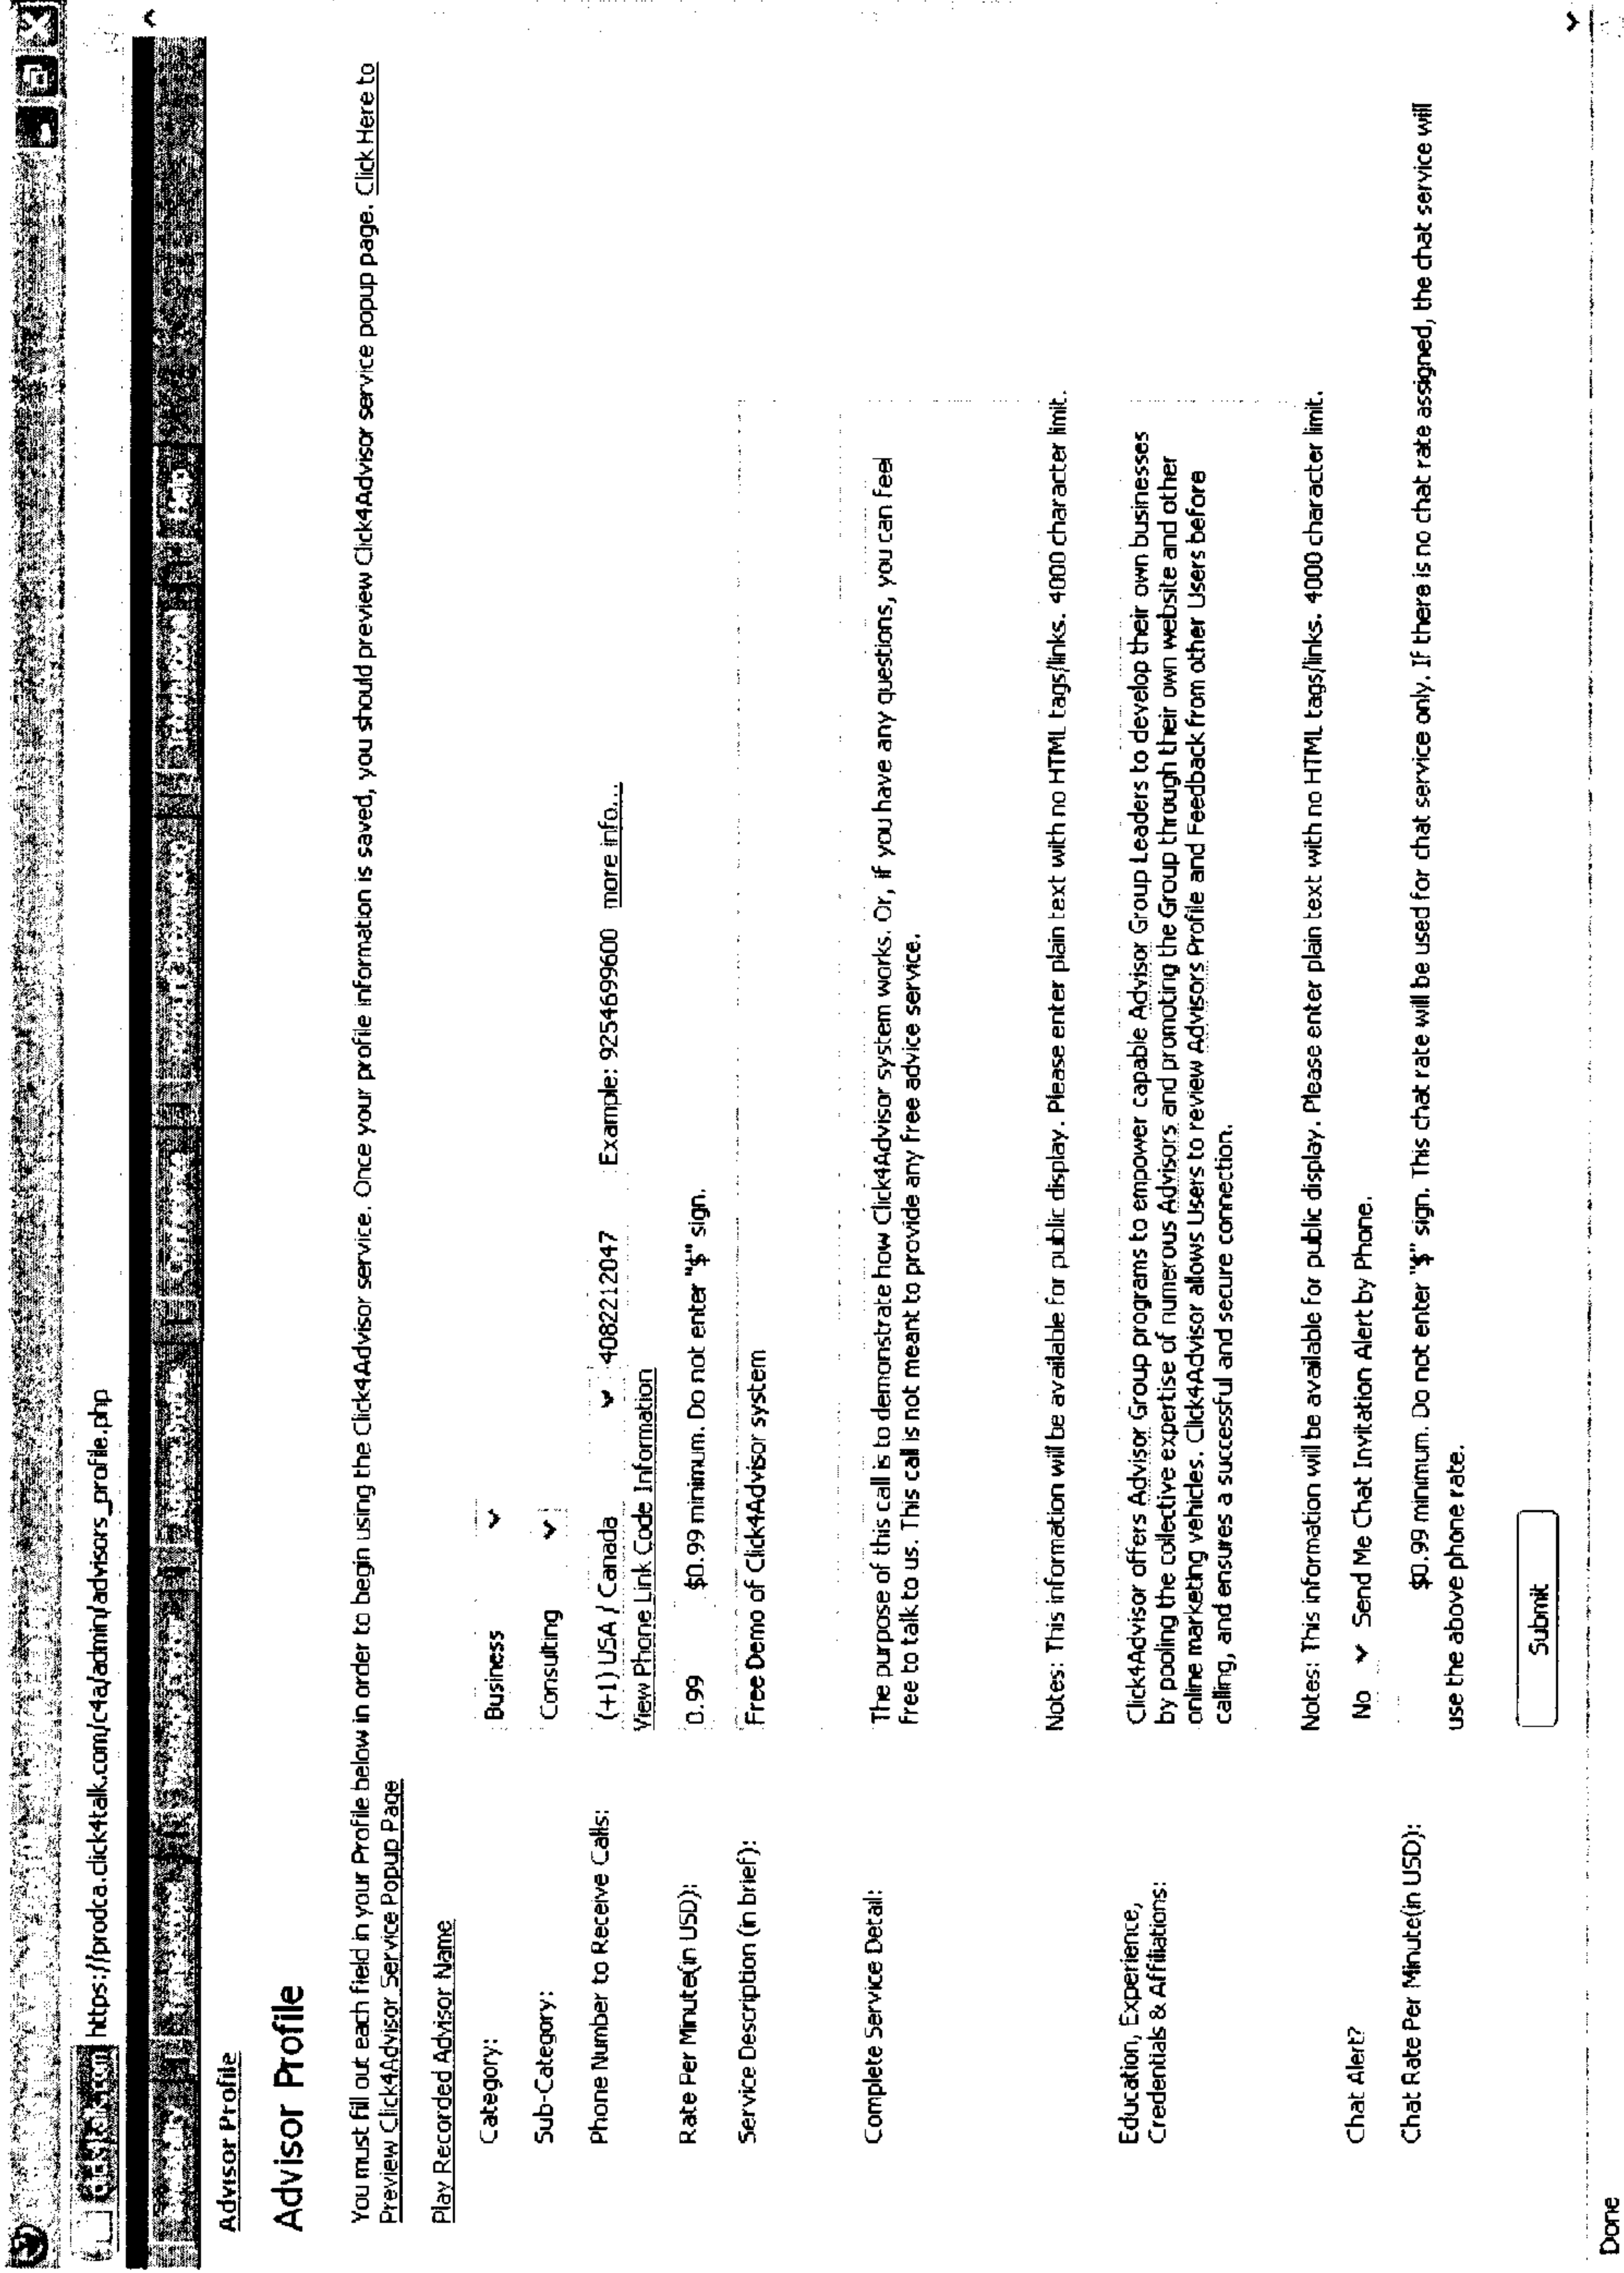 click4talk.com https://prodca.click4talk.com/c4a/admin/advisors_profile.php
Help
Advisor Profile
Advisor Profile
You must fill out each field in your Profile below in order to begin using the Click4Advisor service. Once your profile information is saved, you should preview Click4Advisor service popup page. Click Here to
Preview Click4Advisor Service Popup Page
Play Recorded Advisor Name
Category: Business
Sub-Category: Consulting
Phone Number to Receive Calls: (+1) USA / Canada 4082212047 Example: 9254699600 more info...
View Phone Link Code Information
Rate Per Minute(in USD): 0.99 $0.99 minimum. Do not enter "$" sign.
Service Description (in brief): Free Demo of Click4Advisor system
Complete Service Detail: The purpose of this call is to demonstrate how Click4Advisor system works. Or, if you have any questions, you can feel
free to talk to us. This call is not meant to provide any free advice service.
Notes: This information will be available for public display. Please enter plain text with no HTML tags/links. 4000 character limit.
Education, Experience, Click4Advisor offers Advisor Group programs to empower capable Advisor Group Leaders to develop their own businesses
Credentials & Affiliations: by pooling the collective expertise of numerous Advisors and promoting the Group through their own website and other
online marketing vehicles. Click4Advisor allows Users to review Advisors Profile and Feedback from other Users before
calling, and ensures a successful and secure connection.
Notes: This information will be available for public display. Please enter plain text with no HTML tags/links. 4000 character limit.
Chat Alert? No Send Me Chat Invitation Alert by Phone.
Chat Rate Per Minute(in USD): $0.99 minimum. Do not enter "$" sign. This chat rate will be used for chat service only. If there is no chat rate assigned, the chat service will
use the above phone rate.
Submit
Done